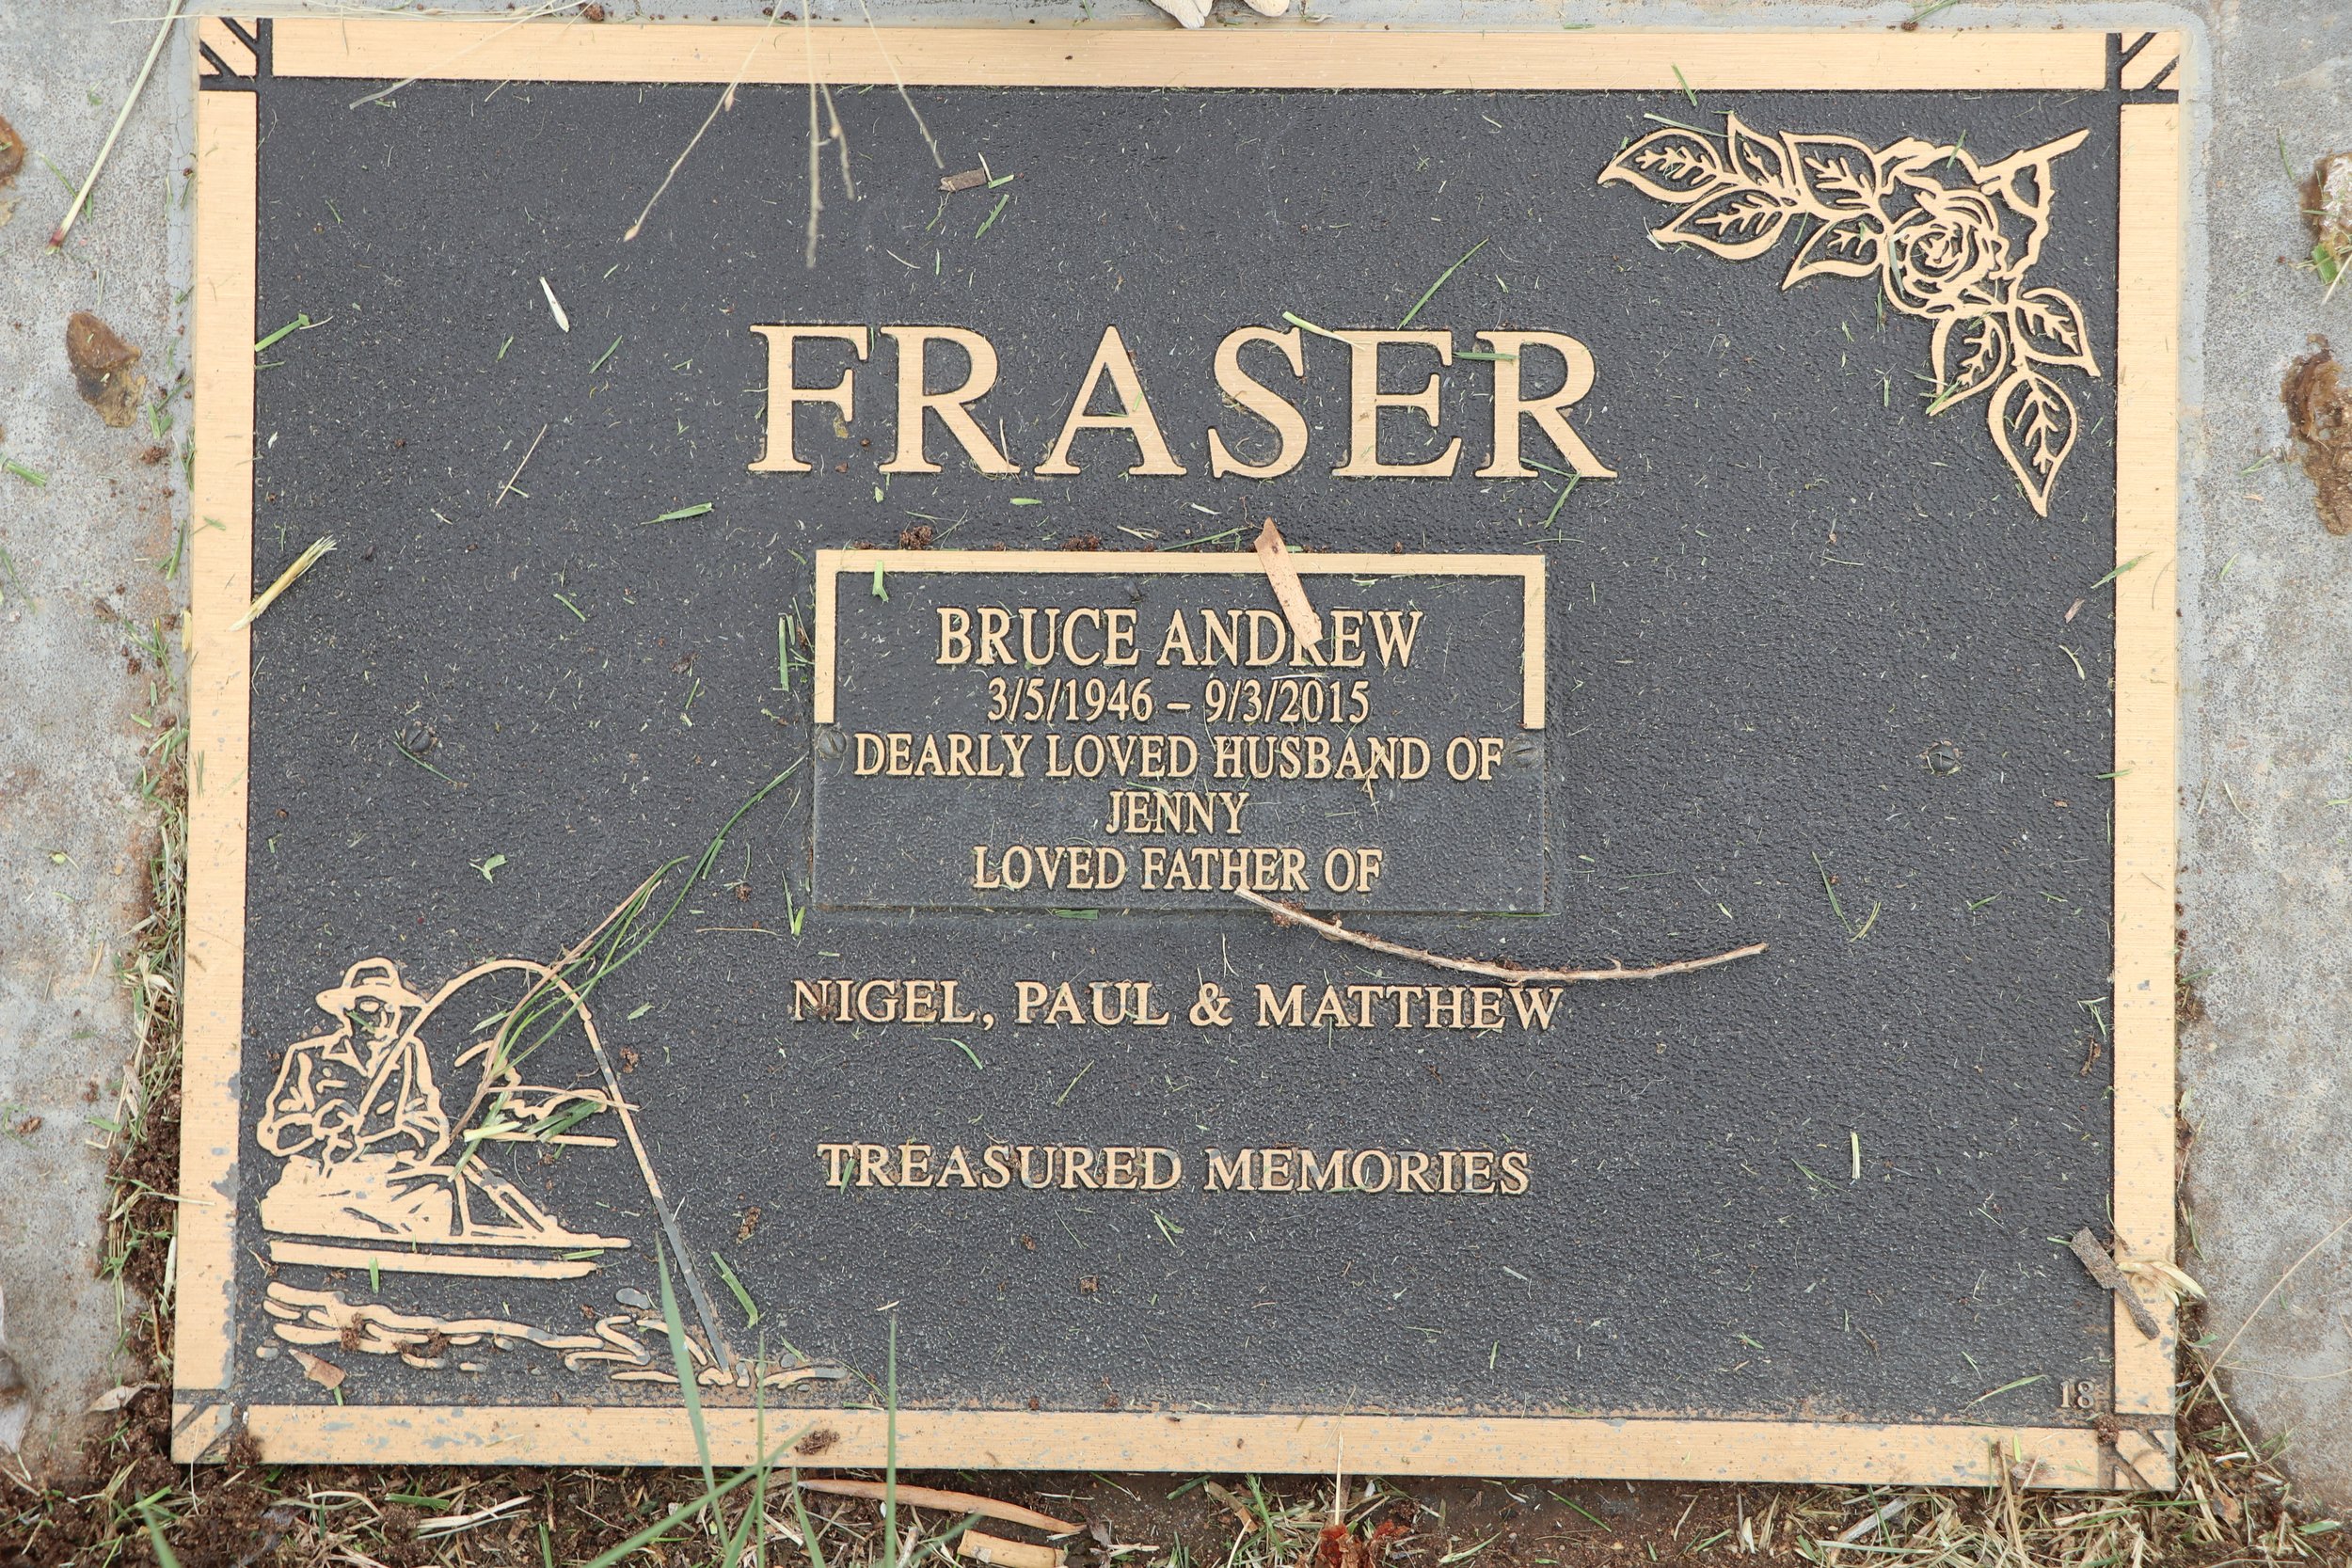 FRASER
BRUCE ANDREW
3/5/1946 – 9/3/2015
DEARLY LOVED HUSBAND OF
JENNY
LOVED FATHER OF
NIGEL, PAUL & MATTHEW
TREASURED MEMORIES
18